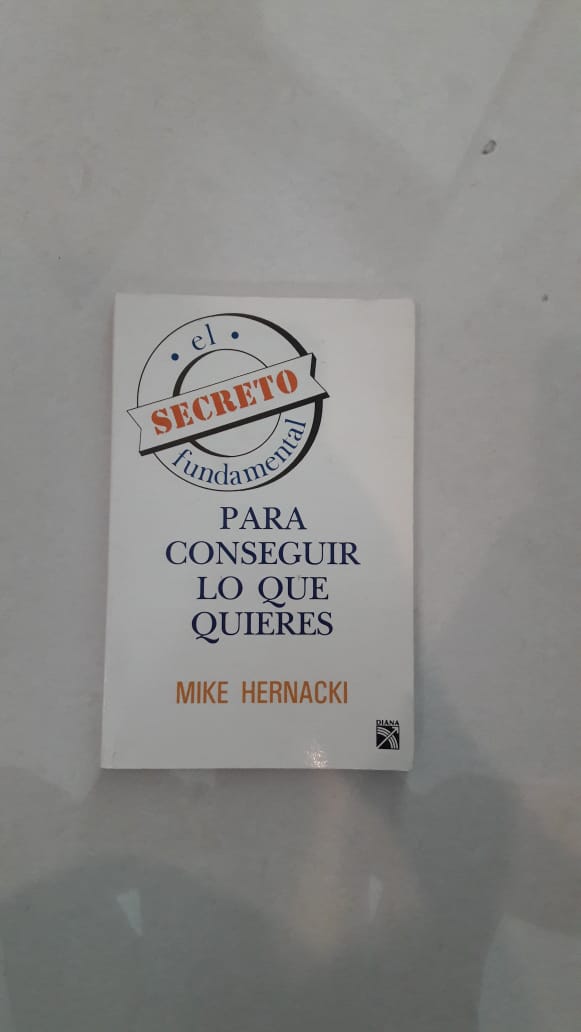 el
SECRETO
fundamental
PARA
CONSEGUIR
LO QUE
QUIERES
MIKE HERNACKI
DIANA